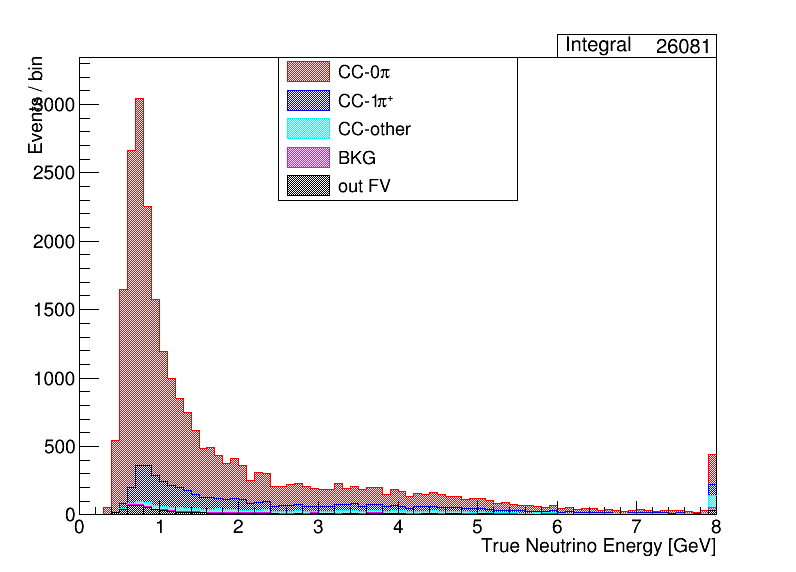 Integral 26081
Events / bin
CC-0π
CC-1π⁺
CC-other
BKG
out FV
3000
2500
2000
1500
1000
500
0
0 1 2 3 4 5 6 7 8
True Neutrino Energy [GeV]